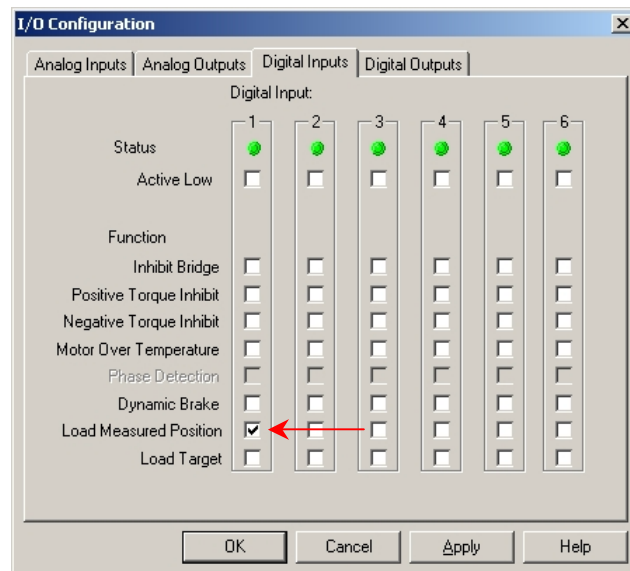 I/O Configuration
Analog Inputs Analog Outputs Digital Inputs Digital Outputs
Digital Input:
1 2 3 4 5 6
Status
Active Low
Function
Inhibit Bridge
Positive Torque Inhibit
Negative Torque Inhibit
Motor Over Temperature
Phase Detection
Dynamic Brake
Load Measured Position
Load Target
OK Cancel Apply Help